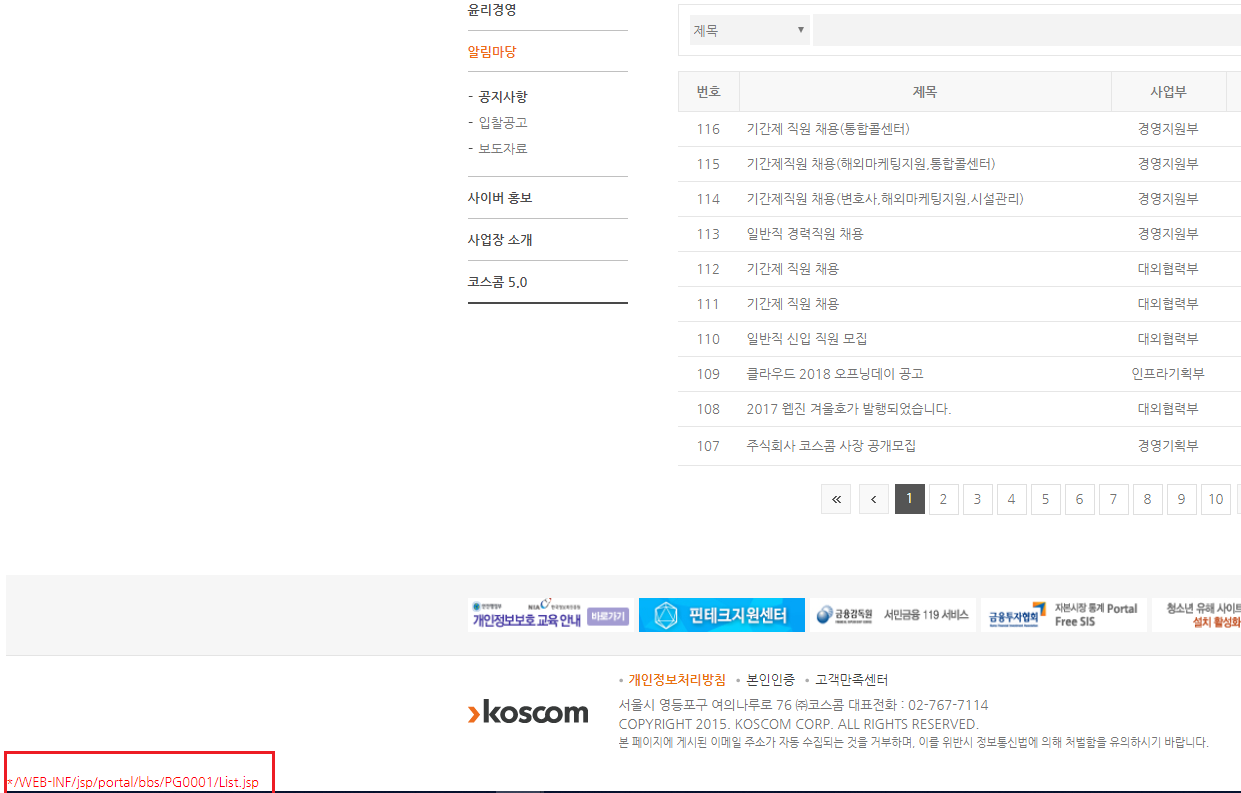 윤리경영
알림마당
- 공지사항
- 입찰공고
- 보도자료
사이버 홍보
사업장 소개
코스콤 5.0
제목 ▼
번호 제목 사업부
116 기간제 직원 채용(통합콜센터) 경영지원부
115 기간제직원 채용(해외마케팅지원,통합콜센터) 경영지원부
114 기간제직원 채용(변호사,해외마케팅지원,시설관리) 경영지원부
113 일반직 경력직원 채용 경영지원부
112 기간제 직원 채용 대외협력부
111 기간제 직원 채용 대외협력부
110 일반직 신입 직원 모집 대외협력부
109 클라우드 2018 오프닝데이 공고 인프라기획부
108 2017 웹진 겨울호가 발행되었습니다. 대외협력부
107 주식회사 코스콤 사장 공개모집 경영기획부
« ‹ 1 2 3 4 5 6 7 8 9 10
NIA
개인정보보호 교육 안내 바로가기
핀테크지원센터
금융감독원 서민금융 119 서비스
금융투자협회 자본시장 통계 Portal
Free SIS
청소년 유해 사이트
설치 활성화
• 개인정보처리방침 • 본인인증 • 고객만족센터
koscom
서울시 영등포구 여의나루로 76 ㈜코스콤 대표전화 : 02-767-7114
COPYRIGHT 2015. KOSCOM CORP. ALL RIGHTS RESERVED.
본 페이지에 게시된 이메일 주소가 자동 수집되는 것을 거부하며, 이를 위반시 정보통신법에 의해 처벌함을 유의하시기 바랍니다.
*/WEB-INF/jsp/portal/bbs/PG0001/List.jsp